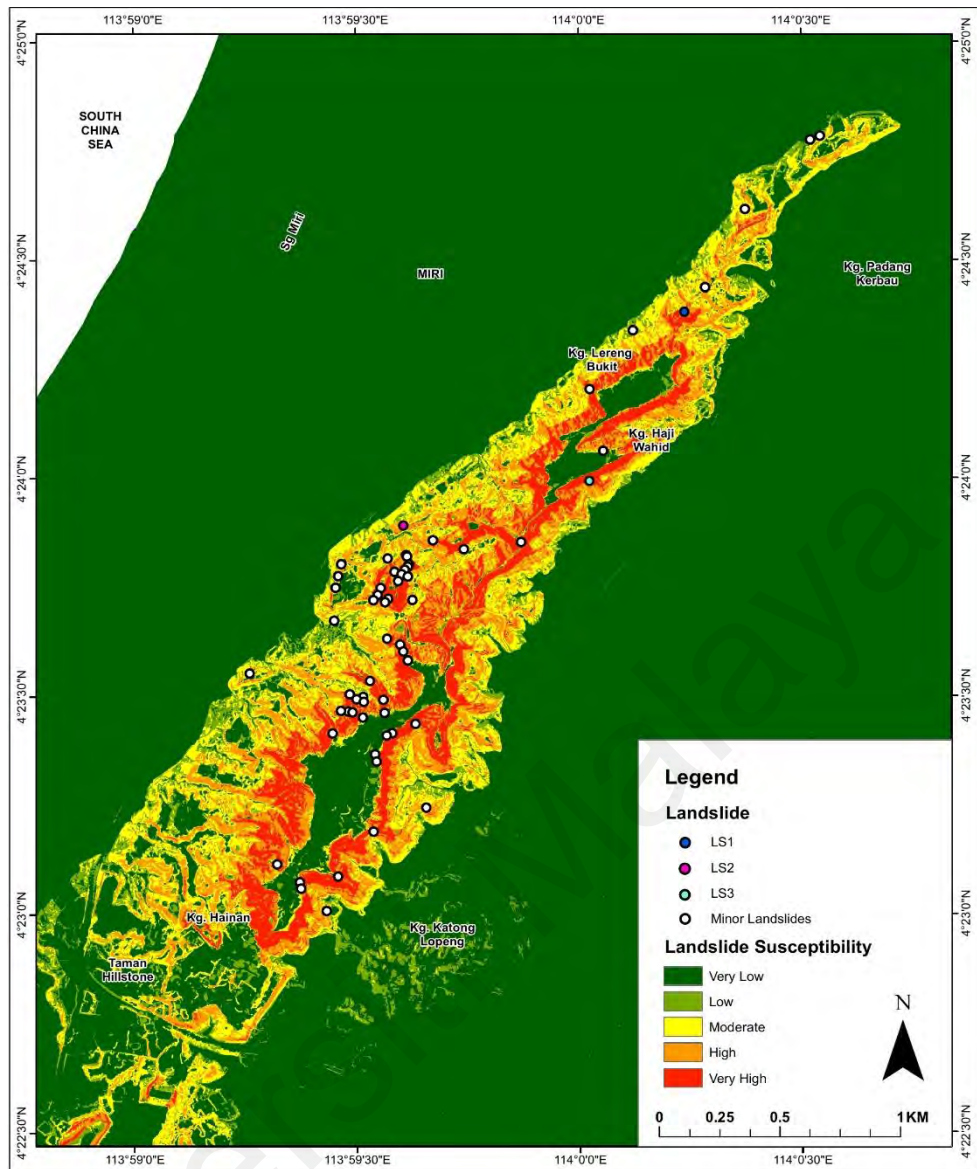 113°59'0"E
113°59'30"E
114°0'0"E
114°0'30"E
4°25'0"N
4°25'0"N
SOUTH
CHINA
SEA
Sg Miri
MIRI
Kg. Padang
Kerbau
4°24'30"N
4°24'30"N
Kg. Lereng
Bukit
Kg. Haji
Wahid
4°24'0"N
4°24'0"N
4°23'30"N
4°23'30"N
Kg. Hainan
Kg. Katong
Lopeng
Taman
Hillstone
4°23'0"N
4°23'0"N
Legend
Landslide
LS1
LS2
LS3
Minor Landslides
Landslide Susceptibility
Very Low
Low
Moderate
High
Very High
N
0 0.25 0.5 1KM
4°22'30"N
4°22'30"N
113°59'0"E
113°59'30"E
114°0'0"E
114°0'30"E